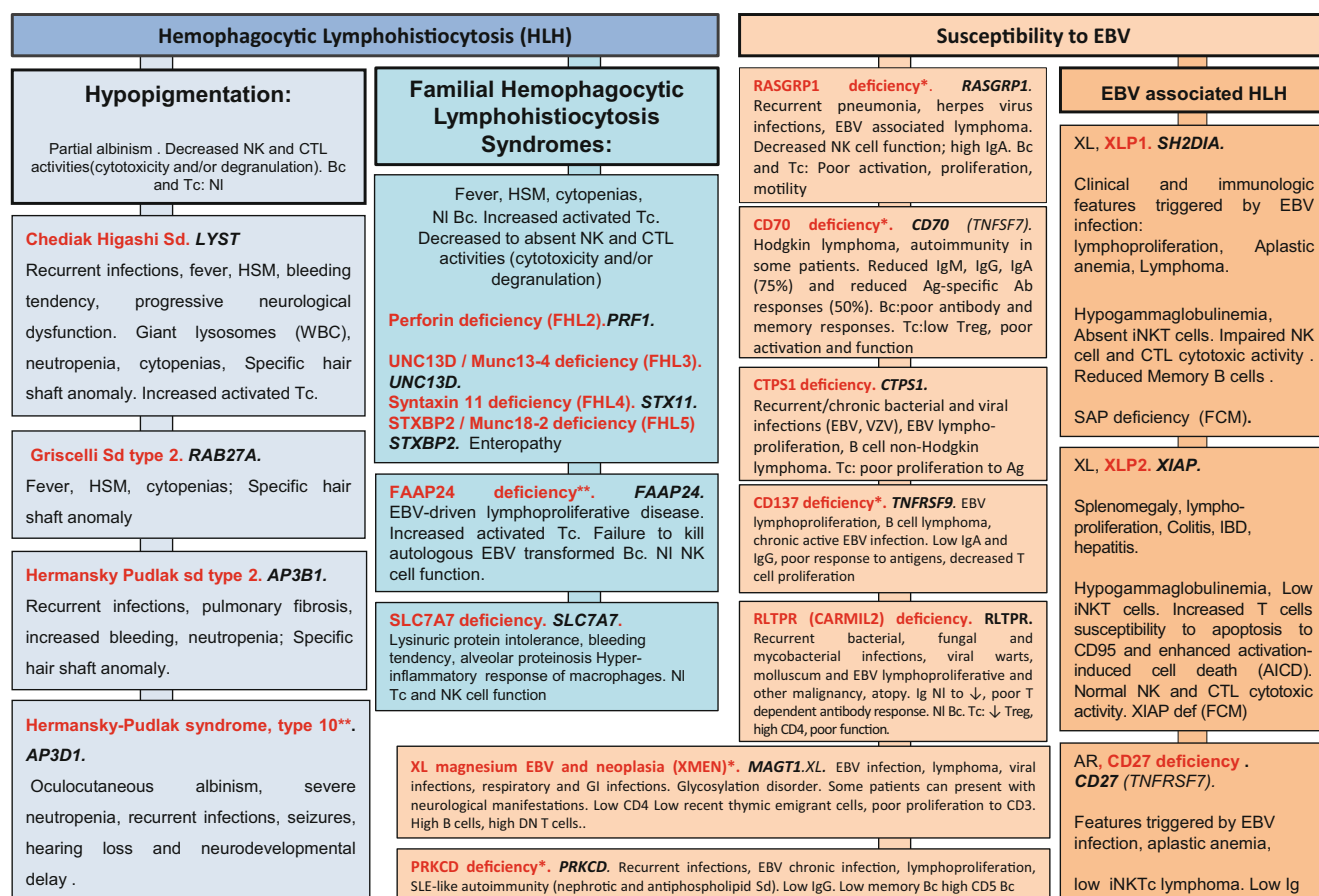 Hemophagocytic Lymphohistiocytosis (HLH)
Hypopigmentation:
Partial albinism . Decreased NK and CTL
activities(cytotoxicity and/or degranulation). Bc
and Tc: Nl
Chediak Higashi Sd. LYST
Recurrent infections, fever, HSM, bleeding
tendency, progressive neurological
dysfunction. Giant lysosomes (WBC),
neutropenia, cytopenias, Specific hair
shaft anomaly. Increased activated Tc.
Griscelli Sd type 2. RAB27A.
Fever, HSM, cytopenias; Specific hair
shaft anomaly
Hermansky Pudlak sd type 2. AP3B1.
Recurrent infections, pulmonary fibrosis,
increased bleeding, neutropenia; Specific
hair shaft anomaly.
Hermansky-Pudlak syndrome, type 10**.
AP3D1.
Oculocutaneous albinism, severe
neutropenia, recurrent infections, seizures,
hearing loss and neurodevelopmental
delay .
Familial Hemophagocytic
Lymphohistiocytosis
Syndromes:
Fever, HSM, cytopenias,
Nl Bc. Increased activated Tc.
Decreased to absent NK and CTL
activities (cytotoxicity and/or
degranulation)
Perforin deficiency (FHL2).PRF1.
UNC13D / Munc13-4 deficiency (FHL3).
UNC13D.
Syntaxin 11 deficiency (FHL4). STX11.
STXBP2 / Munc18-2 deficiency (FHL5)
STXBP2. Enteropathy
FAAP24 deficiency**. FAAP24.
EBV-driven lymphoproliferative disease.
Increased activated Tc. Failure to kill
autologous EBV transformed Bc. Nl NK
cell function.
SLC7A7 deficiency. SLC7A7.
Lysinuric protein intolerance, bleeding
tendency, alveolar proteinosis Hyper-
inflammatory response of macrophages. Nl
Tc and NK cell function
Susceptibility to EBV
RASGRP1 deficiency*. RASGRP1.
Recurrent pneumonia, herpes virus
infections, EBV associated lymphoma.
Decreased NK cell function; high IgA. Bc
and Tc: Poor activation, proliferation,
motility
CD70 deficiency*. CD70 (TNFSF7).
Hodgkin lymphoma, autoimmunity in
some patients. Reduced IgM, IgG, IgA
(75%) and reduced Ag-specific Ab
responses (50%). Bc:poor antibody and
memory responses. Tc:low Treg, poor
activation and function
CTPS1 deficiency. CTPS1.
Recurrent/chronic bacterial and viral
infections (EBV, VZV), EBV lympho-
proliferation, B cell non-Hodgkin
lymphoma. Tc: poor proliferation to Ag
CD137 deficiency*. TNFRSF9. EBV
lymphoproliferation, B cell lymphoma,
chronic active EBV infection. Low IgA and
IgG, poor response to antigens, decreased T
cell proliferation
RLTPR (CARMIL2) deficiency. RLTPR.
Recurrent bacterial, fungal and
mycobacterial infections, viral warts,
molluscum and EBV lymphoproliferative and
other malignancy, atopy. Ig Nl to ↓, poor T
dependent antibody response. Nl Bc. Tc: ↓ Treg,
high CD4, poor function.
XL magnesium EBV and neoplasia (XMEN)*. MAGT1.XL. EBV infection, lymphoma, viral
infections, respiratory and GI infections. Glycosylation disorder. Some patients can present with
neurological manifestations. Low CD4 Low recent thymic emigrant cells, poor proliferation to CD3.
High B cells, high DN T cells..
PRKCD deficiency*. PRKCD. Recurrent infections, EBV chronic infection, lymphoproliferation,
SLE-like autoimmunity (nephrotic and antiphospholipid Sd). Low IgG. Low memory Bc high CD5 Bc
EBV associated HLH
XL, XLP1. SH2DIA.
Clinical and immunologic
features triggered by EBV
infection:
lymphoproliferation, Aplastic
anemia, Lymphoma.
Hypogammaglobulinemia,
Absent iNKT cells. Impaired NK
cell and CTL cytotoxic activity .
Reduced Memory B cells .
SAP deficiency (FCM).
XL, XLP2. XIAP.
Splenomegaly, lympho-
proliferation, Colitis, IBD,
hepatitis.
Hypogammaglobulinemia, Low
iNKT cells. Increased T cells
susceptibility to apoptosis to
CD95 and enhanced activation-
induced cell death (AICD).
Normal NK and CTL cytotoxic
activity. XIAP def (FCM)
AR, CD27 deficiency .
CD27 (TNFRSF7).
Features triggered by EBV
infection, aplastic anemia,
low iNKTc lymphoma. Low Ig